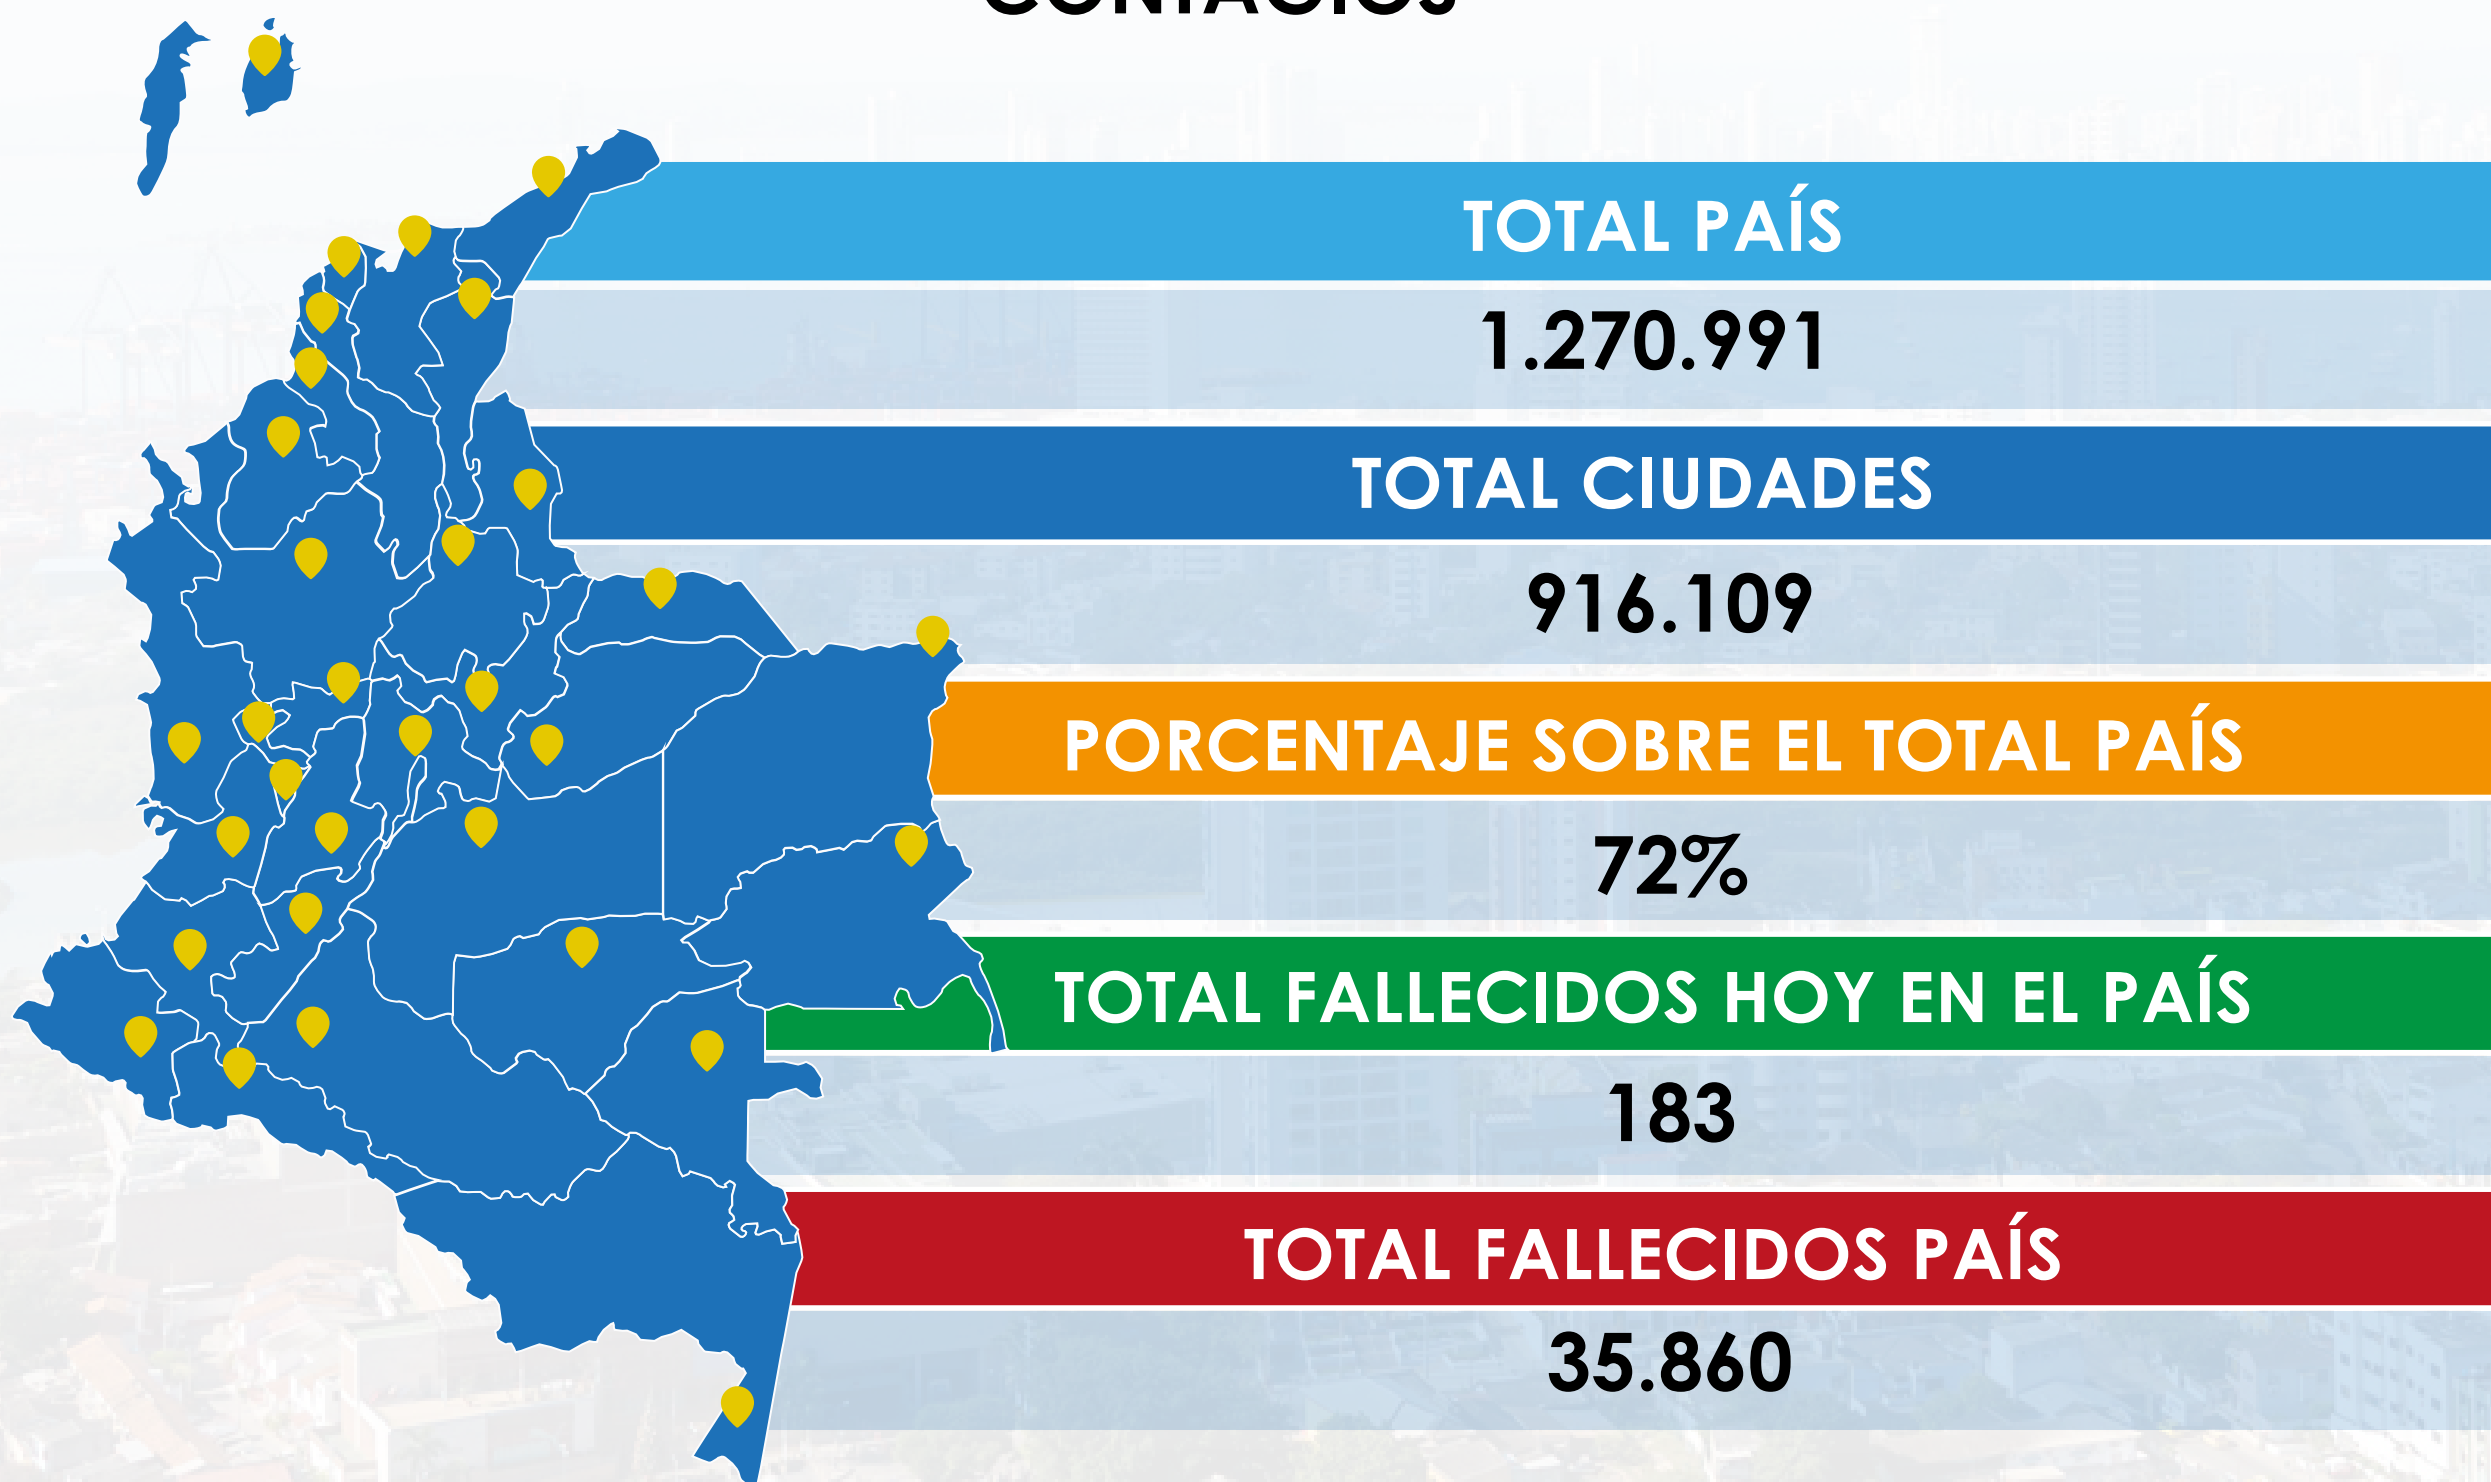 CONTAGIOS
TOTAL PAÍS
1.270.991
TOTAL CIUDADES
916.109
PORCENTAJE SOBRE EL TOTAL PAÍS
72%
TOTAL FALLECIDOS HOY EN EL PAÍS
183
TOTAL FALLECIDOS PAÍS
35.860